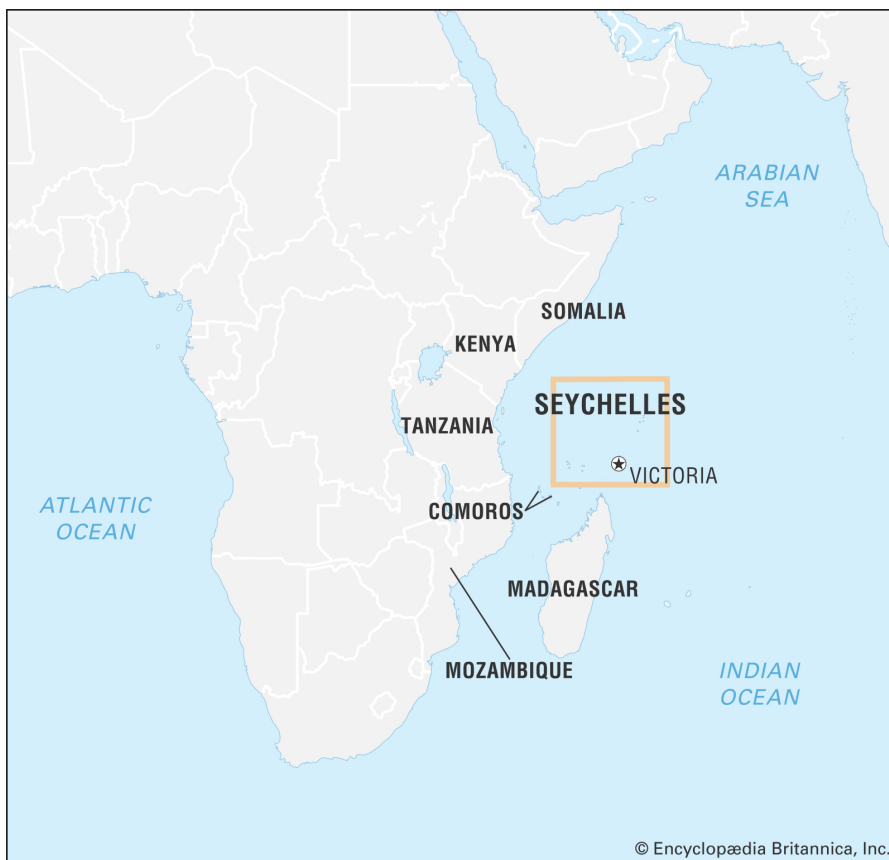 ARABIAN
SEA
SOMALIA
KENYA
SEYCHELLES
TANZANIA
VICTORIA
ATLANTIC
OCEAN
COMOROS
MADAGASCAR
MOZAMBIQUE
INDIAN
OCEAN
© Encyclopædia Britannica, Inc.